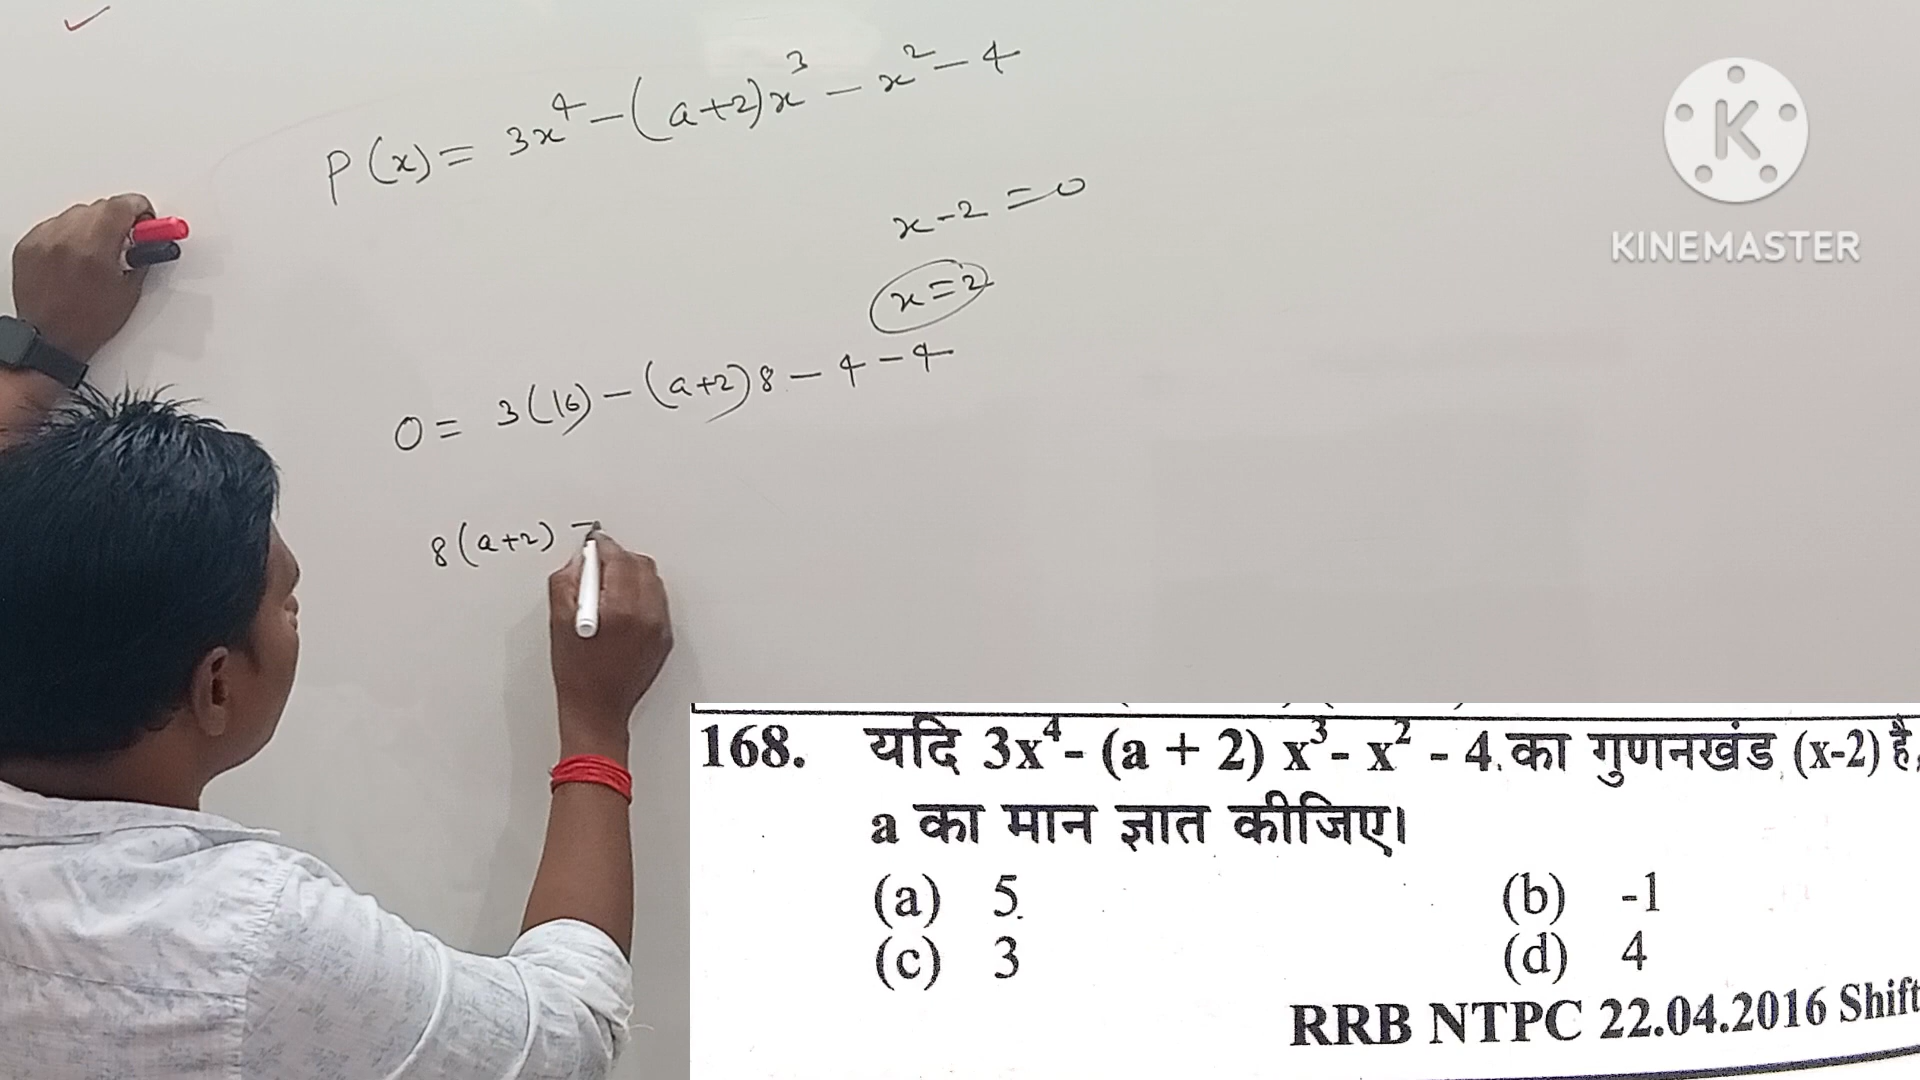 P(x) = 3x⁴ - (a+2)x³ - x² - 4
x - 2 = 0
x = 2
0 = 3(16) - (a+2)8 - 4 - 4
8(a+2) =
KINEMASTER
168. यदि 3x⁴- (a + 2) x³- x² - 4 का गुणनखंड (x-2) है,
a का मान ज्ञात कीजिए।
(a) 5 (b) -1
(c) 3 (d) 4
RRB NTPC 22.04.2016 Shift